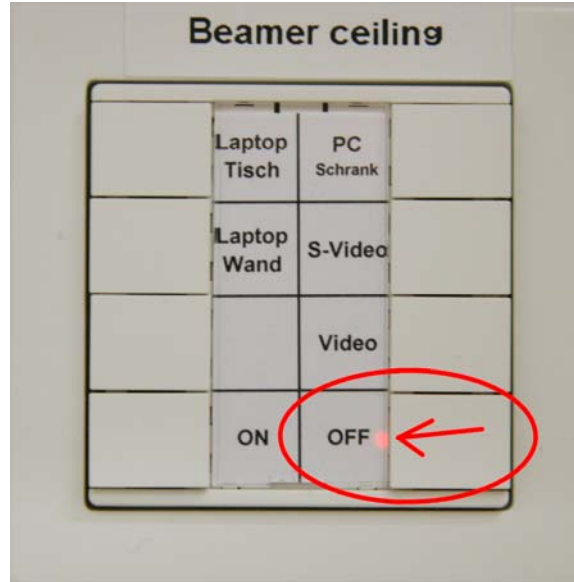 Beamer ceiling
Laptop
Tisch
PC
Schrank
Laptop
Wand
S-Video
Video
ON
OFF